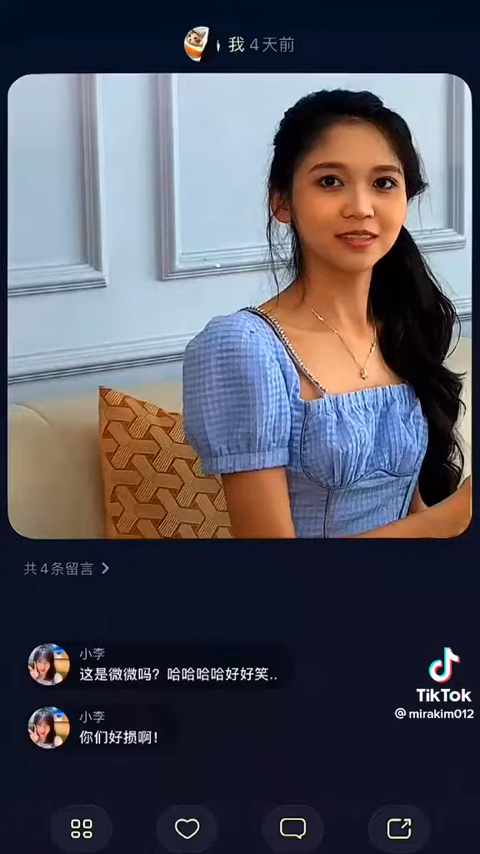 我 4天前
共4条留言
小李
这是微微吗？哈哈哈哈好好笑..
小李
你们好损啊！
TikTok
@mirakim012